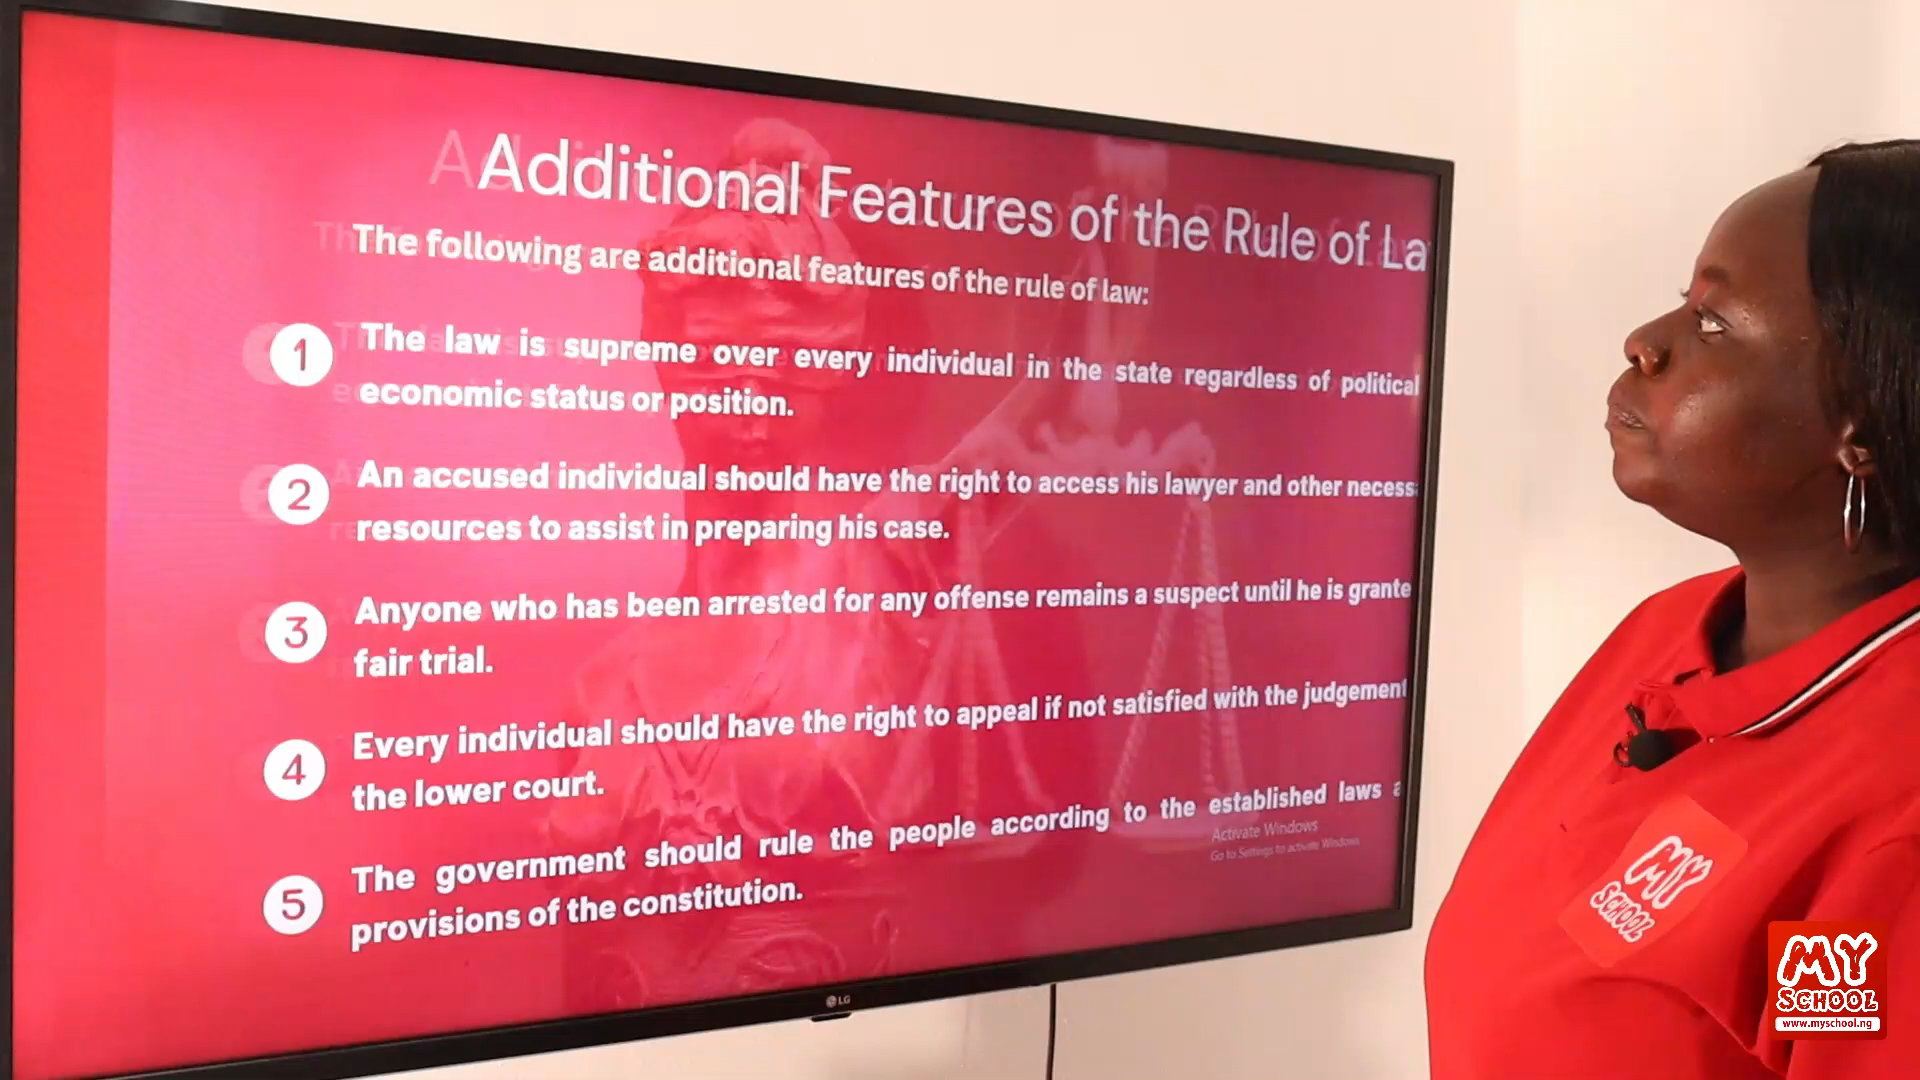 Additional Features of the Rule of La
The following are additional features of the rule of law:
1 The law is supreme over every individual in the state regardless of political
economic status or position.
2 An accused individual should have the right to access his lawyer and other necess
resources to assist in preparing his case.
3 Anyone who has been arrested for any offense remains a suspect until he is grante
fair trial.
4 Every individual should have the right to appeal if not satisfied with the judgement
the lower court.
5 The government should rule the people according to the established laws a
provisions of the constitution.
Activate Windows
Go to Settings to activate Windows.
LG
MY
SCHOOL
MY
SCHOOL
www.myschool.ng